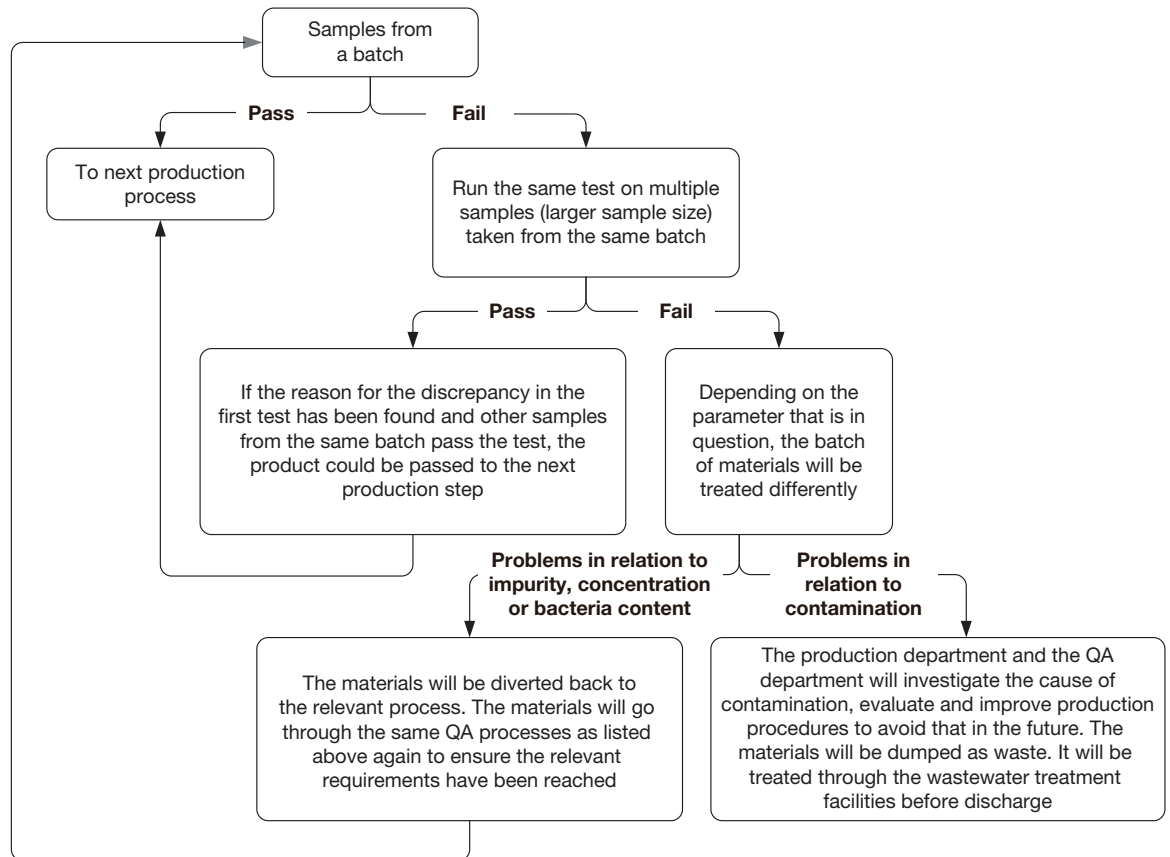 Samples from
a batch
Pass
Fail
To next production
process
Run the same test on multiple
samples (larger sample size)
taken from the same batch
Pass
Fail
If the reason for the discrepancy in the
first test has been found and other samples
from the same batch pass the test, the
product could be passed to the next
production step
Depending on the
parameter that is in
question, the batch
of materials will be
treated differently
Problems in relation to
impurity, concentration
or bacteria content
Problems in
relation to
contamination
The materials will be diverted back to
the relevant process. The materials will go
through the same QA processes as listed
above again to ensure the relevant
requirements have been reached
The production department and the QA
department will investigate the cause of
contamination, evaluate and improve production
procedures to avoid that in the future. The
materials will be dumped as waste. It will be
treated through the wastewater treatment
facilities before discharge